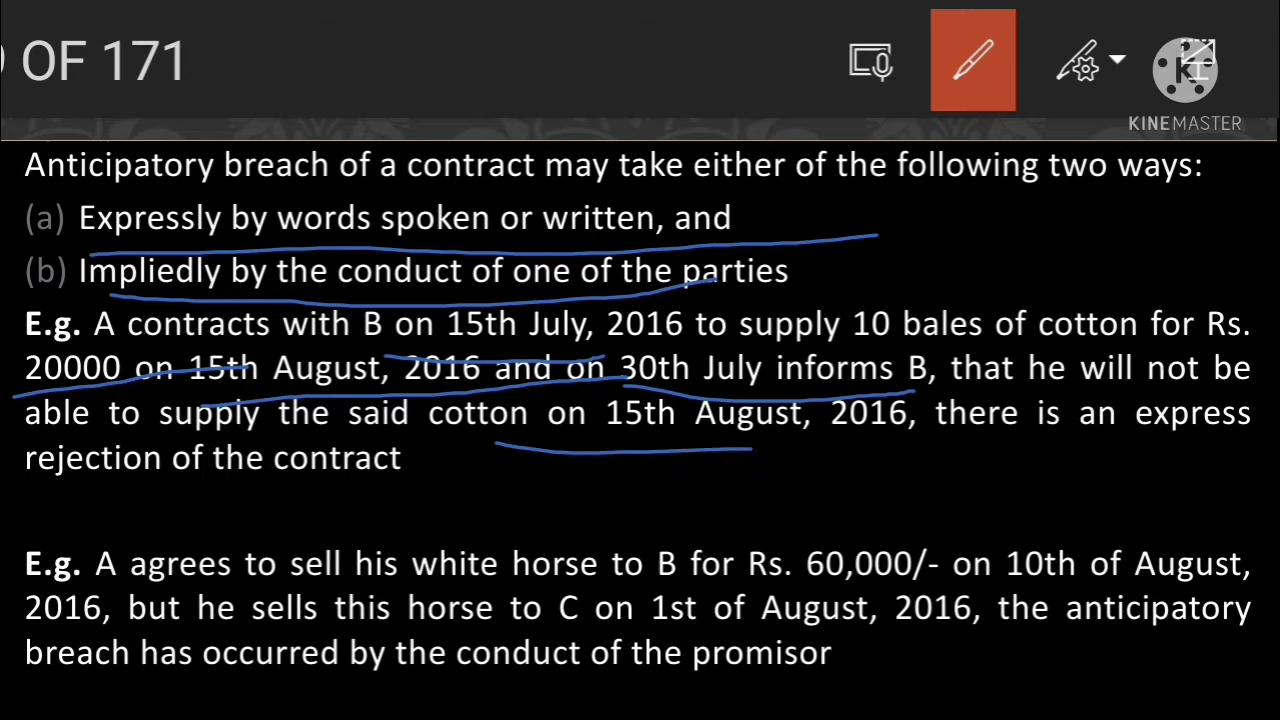 OF 171
KINEMASTER
Anticipatory breach of a contract may take either of the following two ways:
(a) Expressly by words spoken or written, and
(b) Impliedly by the conduct of one of the parties
E.g. A contracts with B on 15th July, 2016 to supply 10 bales of cotton for Rs.
20000 on 15th August, 2016 and on 30th July informs B, that he will not be
able to supply the said cotton on 15th August, 2016, there is an express
rejection of the contract
E.g. A agrees to sell his white horse to B for Rs. 60,000/- on 10th of August,
2016, but he sells this horse to C on 1st of August, 2016, the anticipatory
breach has occurred by the conduct of the promisor